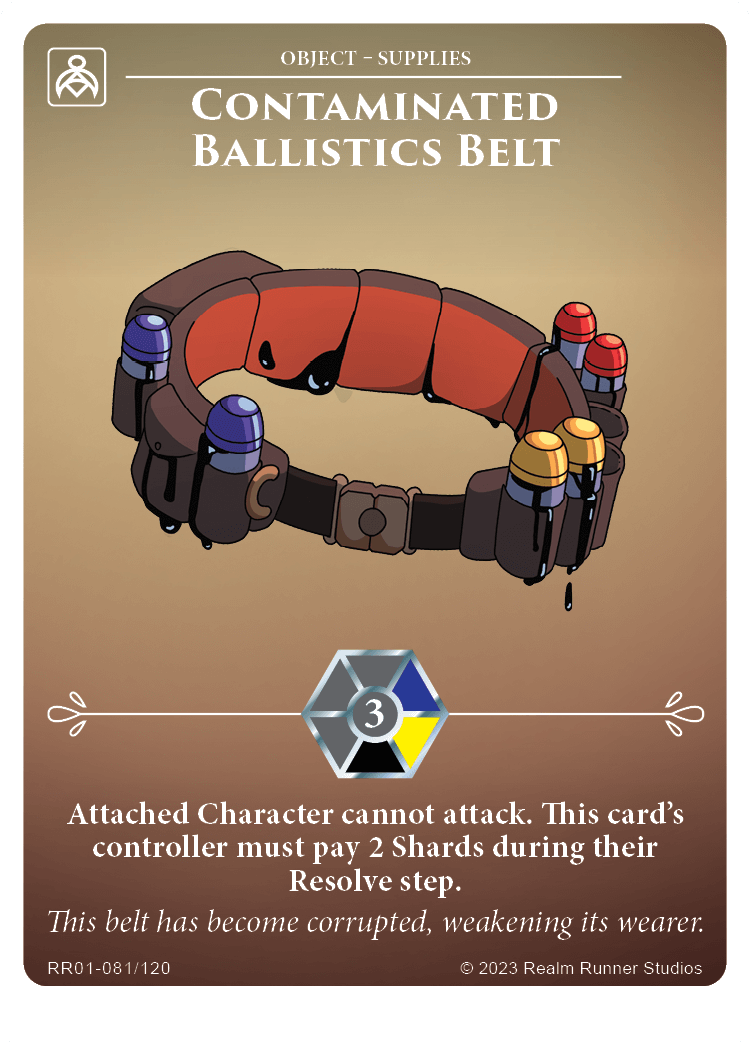 OBJECT – SUPPLIES
Contaminated
Ballistics Belt
3
Attached Character cannot attack. This card's
controller must pay 2 Shards during their
Resolve step.
This belt has become corrupted, weakening its wearer.
RR01-081/120 © 2023 Realm Runner Studios